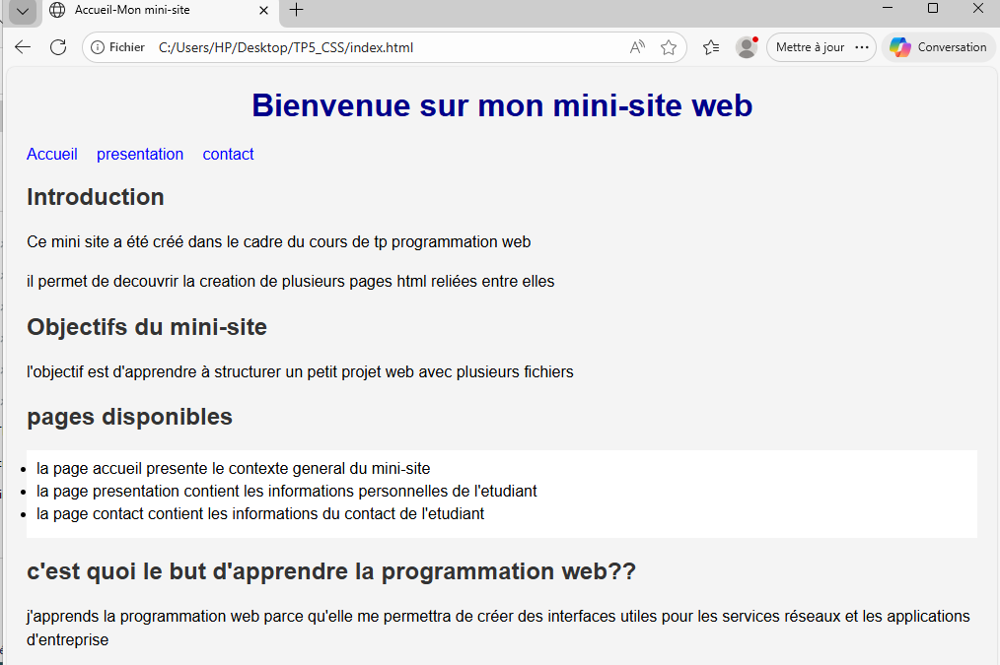 Accueil-Mon mini-site
Fichier C:/Users/HP/Desktop/TP5_CSS/index.html
Mettre à jour
Conversation
Bienvenue sur mon mini-site web
Accueil presentation contact
Introduction
Ce mini site a été créé dans le cadre du cours de tp programmation web
il permet de decouvrir la creation de plusieurs pages html reliées entre elles
Objectifs du mini-site
l'objectif est d'apprendre à structurer un petit projet web avec plusieurs fichiers
pages disponibles
la page accueil presente le contexte general du mini-site
la page presentation contient les informations personnelles de l'etudiant
la page contact contient les informations du contact de l'etudiant
c'est quoi le but d'apprendre la programmation web??
j'apprends la programmation web parce qu'elle me permettra de créer des interfaces utiles pour les services réseaux et les applications
d'entreprise